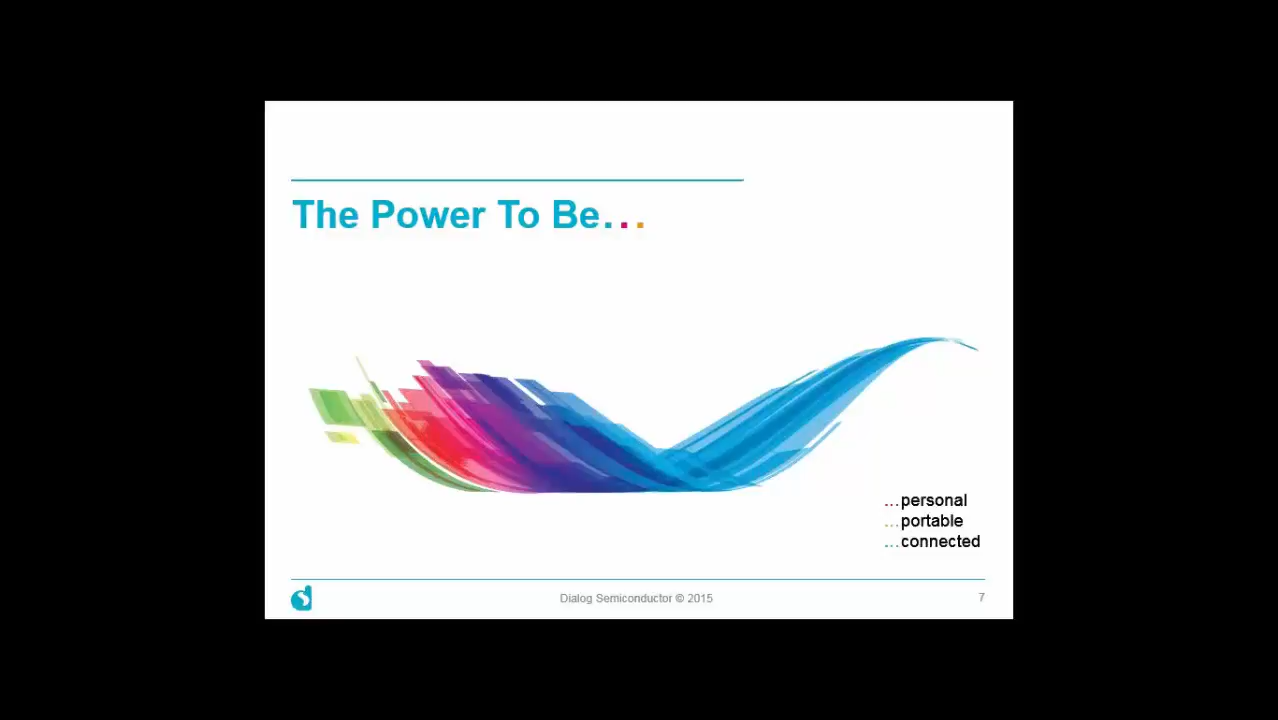 The Power To Be...
...personal
...portable
...connected
Dialog Semiconductor © 2015
7